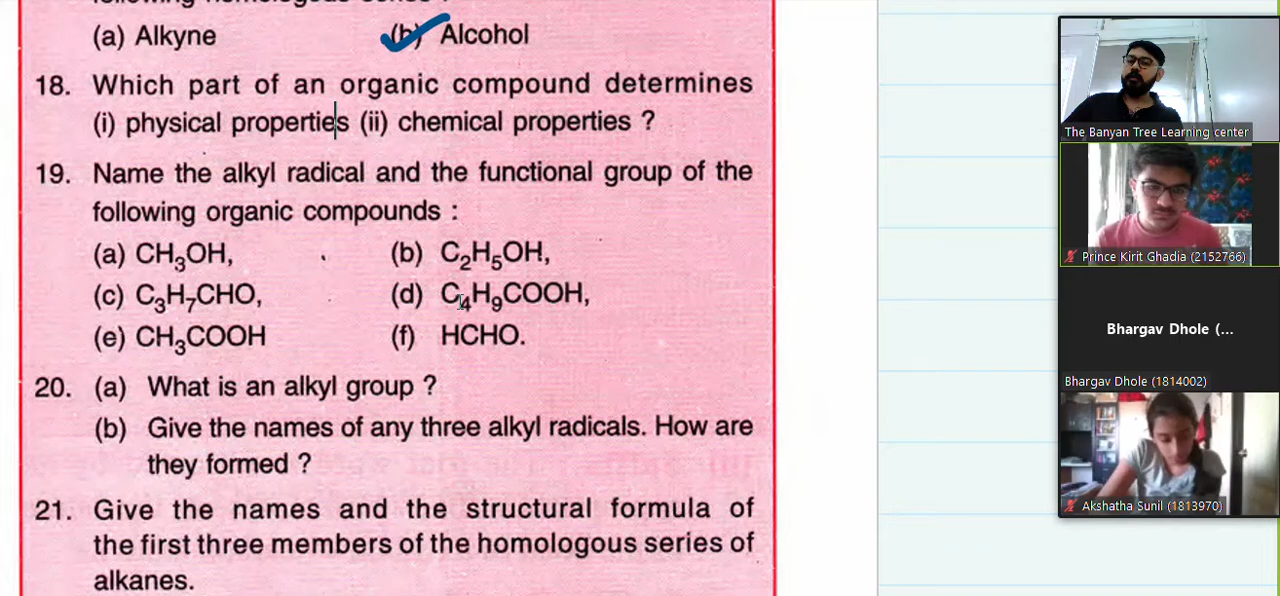 (a) Alkyne (b) Alcohol
18. Which part of an organic compound determines
(i) physical properties (ii) chemical properties ?
19. Name the alkyl radical and the functional group of the
following organic compounds :
(a) CH₃OH, (b) C₂H₅OH,
(c) C₃H₇CHO, (d) C₄H₉COOH,
(e) CH₃COOH (f) HCHO.
20. (a) What is an alkyl group ?
(b) Give the names of any three alkyl radicals. How are
they formed ?
21. Give the names and the structural formula of
the first three members of the homologous series of
alkanes.
The Banyan Tree Learning center
Prince Kirit Ghadia (2152766)
Bhargav Dhole (...
Bhargav Dhole (1814002)
Akshatha Sunil (1813970)